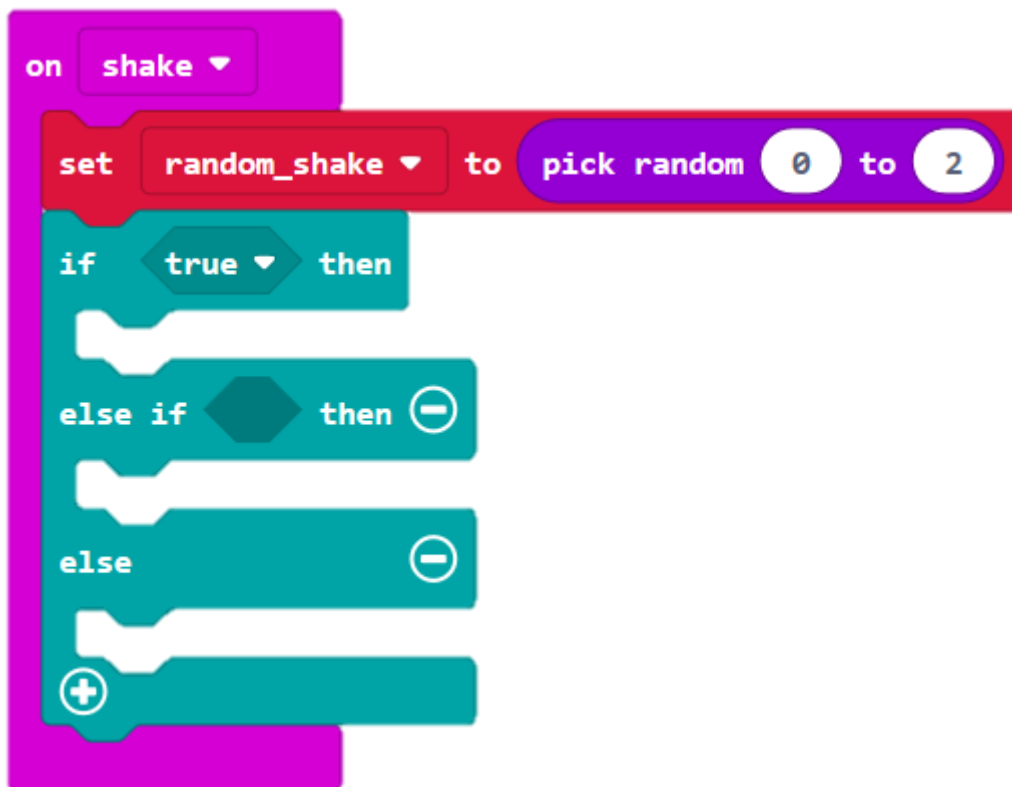 on shake
set random_shake to pick random 0 to 2
if true then
else if then
else